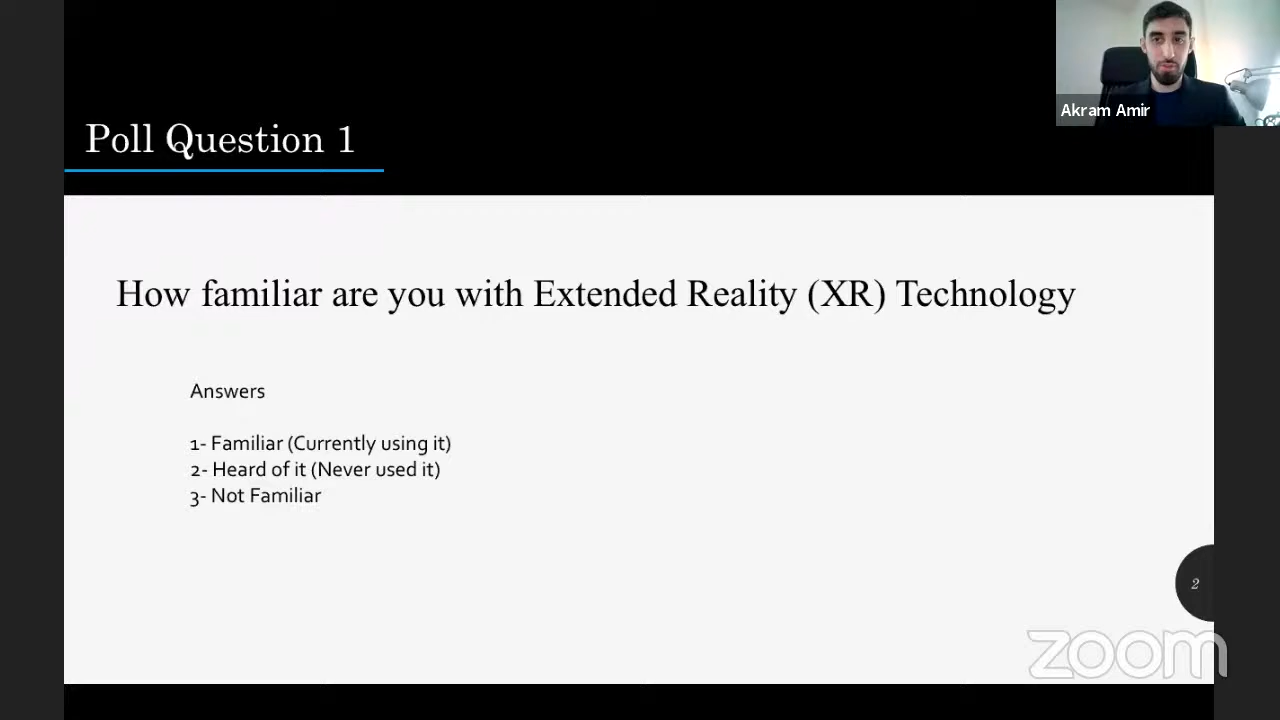 Akram Amir
Poll Question 1
How familiar are you with Extended Reality (XR) Technology
Answers
1- Familiar (Currently using it)
2- Heard of it (Never used it)
3- Not Familiar
2
zoom